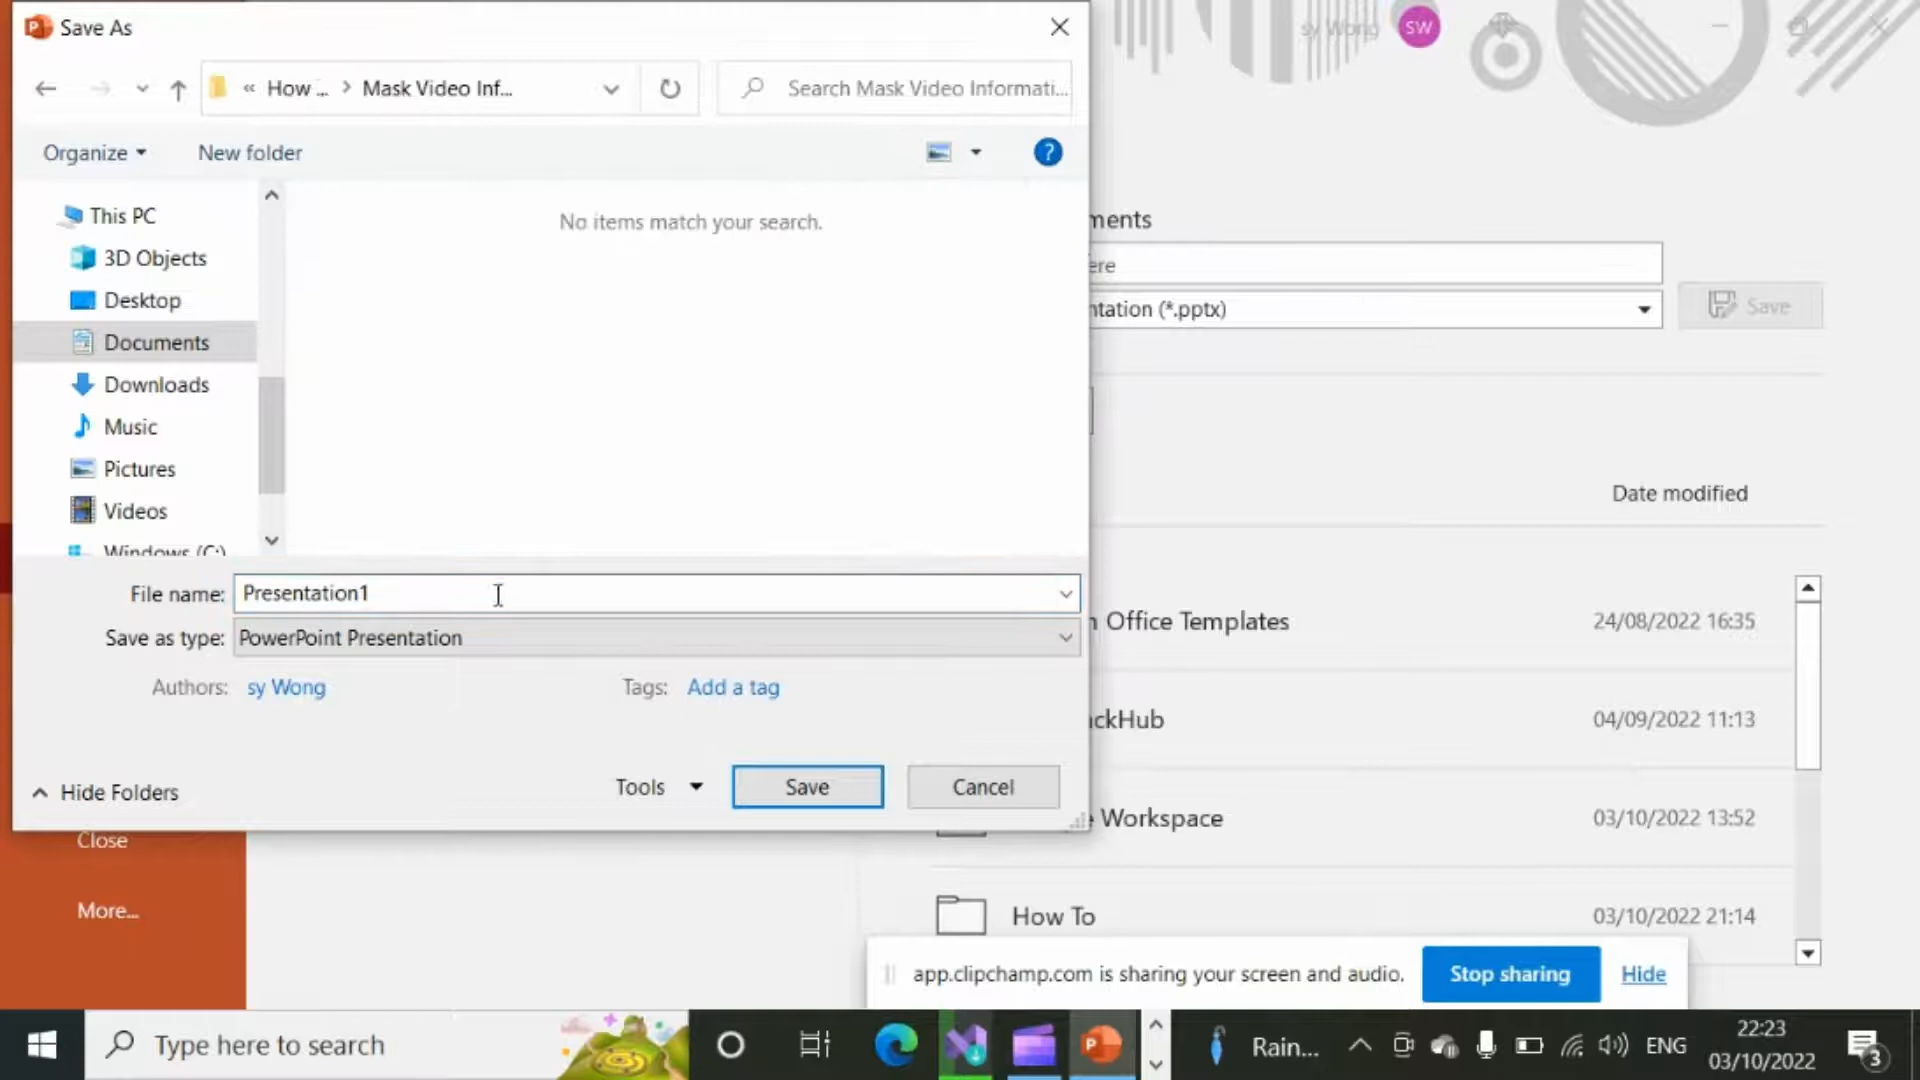 Save As
« How ... > Mask Video Inf...
Search Mask Video Informati...
sy Wong
SW
Organize
New folder
?
This PC
3D Objects
Desktop
Documents
Downloads
Music
Pictures
Videos
Windows (C:)
No items match your search.
File name: Presentation1
Save as type: PowerPoint Presentation
Authors: sy Wong
Tags: Add a tag
Hide Folders
Tools
Save
Cancel
ments
ere
ntation (*.pptx)
Save
Date modified
Office Templates 24/08/2022 16:35
ckHub 04/09/2022 11:13
Workspace 03/10/2022 13:52
How To 03/10/2022 21:14
Close
More...
app.clipchamp.com is sharing your screen and audio.
Stop sharing
Hide
Type here to search
Rain...
ENG
22:23
03/10/2022
3